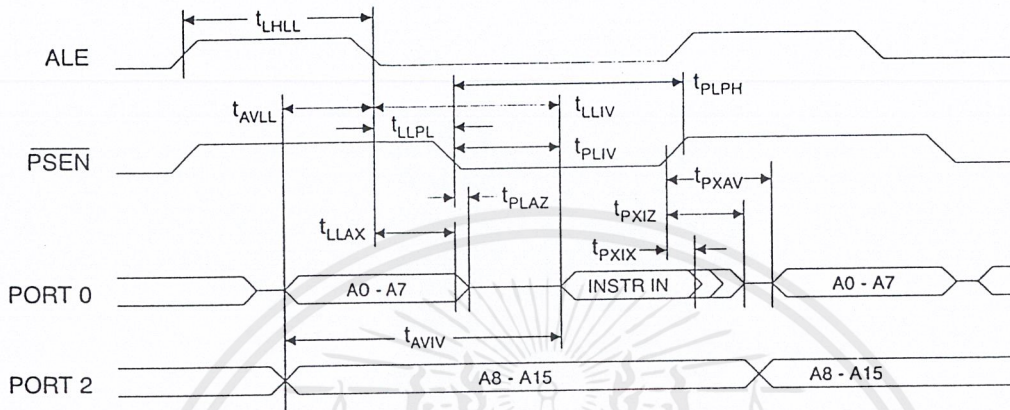 tLHLL
ALE
tPLPH
tAVLL
tLLIV
tLLPL
PSEN
tPLIV
tPXAV
tPLAZ
tPXIZ
tLLAX
tPXIX
PORT 0
A0 - A7
INSTR IN
A0 - A7
tAVIV
PORT 2
A8 - A15
A8 - A15